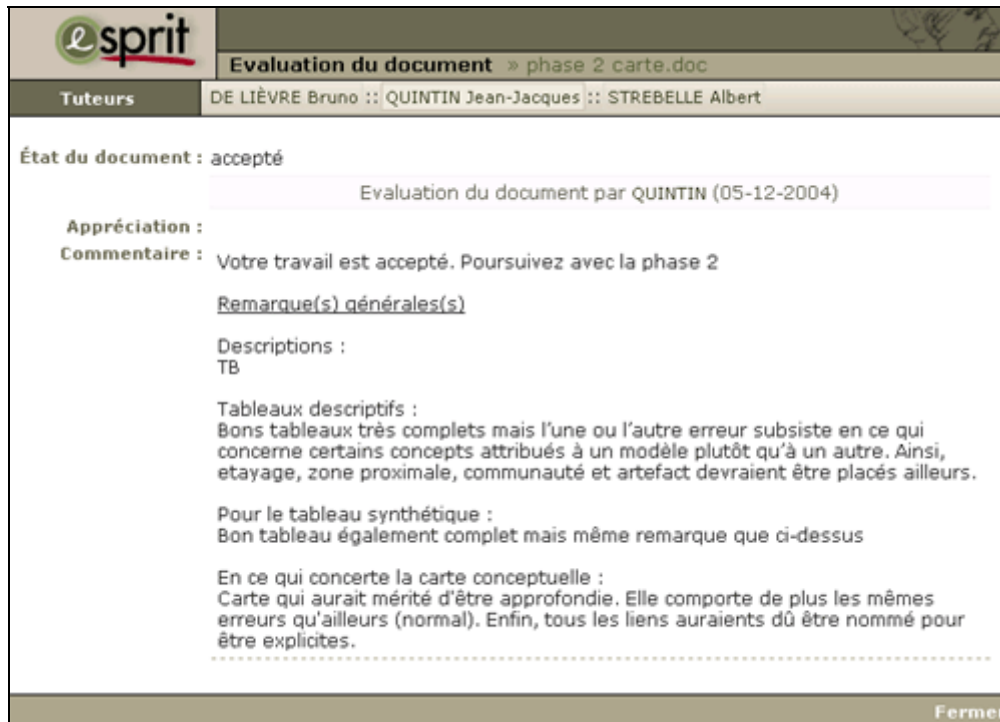 esprit
Evaluation du document » phase 2 carte.doc
Tuteurs DE LIÈVRE Bruno :: QUINTIN Jean-Jacques :: STREBELLE Albert
État du document : accepté
Evaluation du document par QUINTIN (05-12-2004)
Appréciation :
Commentaire : Votre travail est accepté. Poursuivez avec la phase 2
Remarque(s) générales(s)
Descriptions :
TB
Tableaux descriptifs :
Bons tableaux très complets mais l'une ou l'autre erreur subsiste en ce qui
concerne certains concepts attribués à un modèle plutôt qu'à un autre. Ainsi,
etayage, zone proximale, communauté et artefact devraient être placés ailleurs.
Pour le tableau synthétique :
Bon tableau également complet mais même remarque que ci-dessus
En ce qui concerte la carte conceptuelle :
Carte qui aurait mérité d'être approfondie. Elle comporte de plus les mêmes
erreurs qu'ailleurs (normal). Enfin, tous les liens auraients dû être nommé pour
être explicites.
Fermer